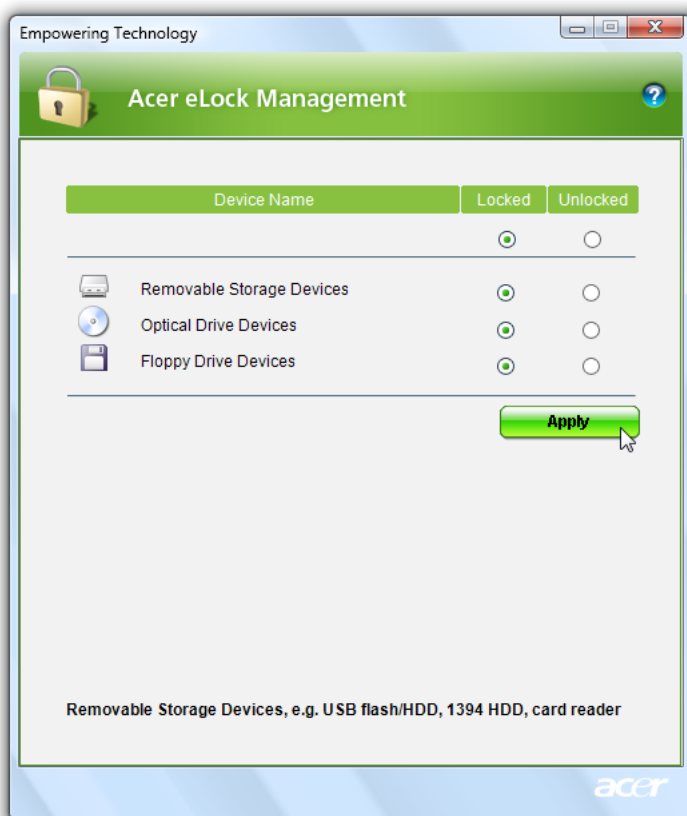 Empowering Technology
Acer eLock Management
Device Name Locked Unlocked
Removable Storage Devices
Optical Drive Devices
Floppy Drive Devices
Apply
Removable Storage Devices, e.g. USB flash/HDD, 1394 HDD, card reader
acer